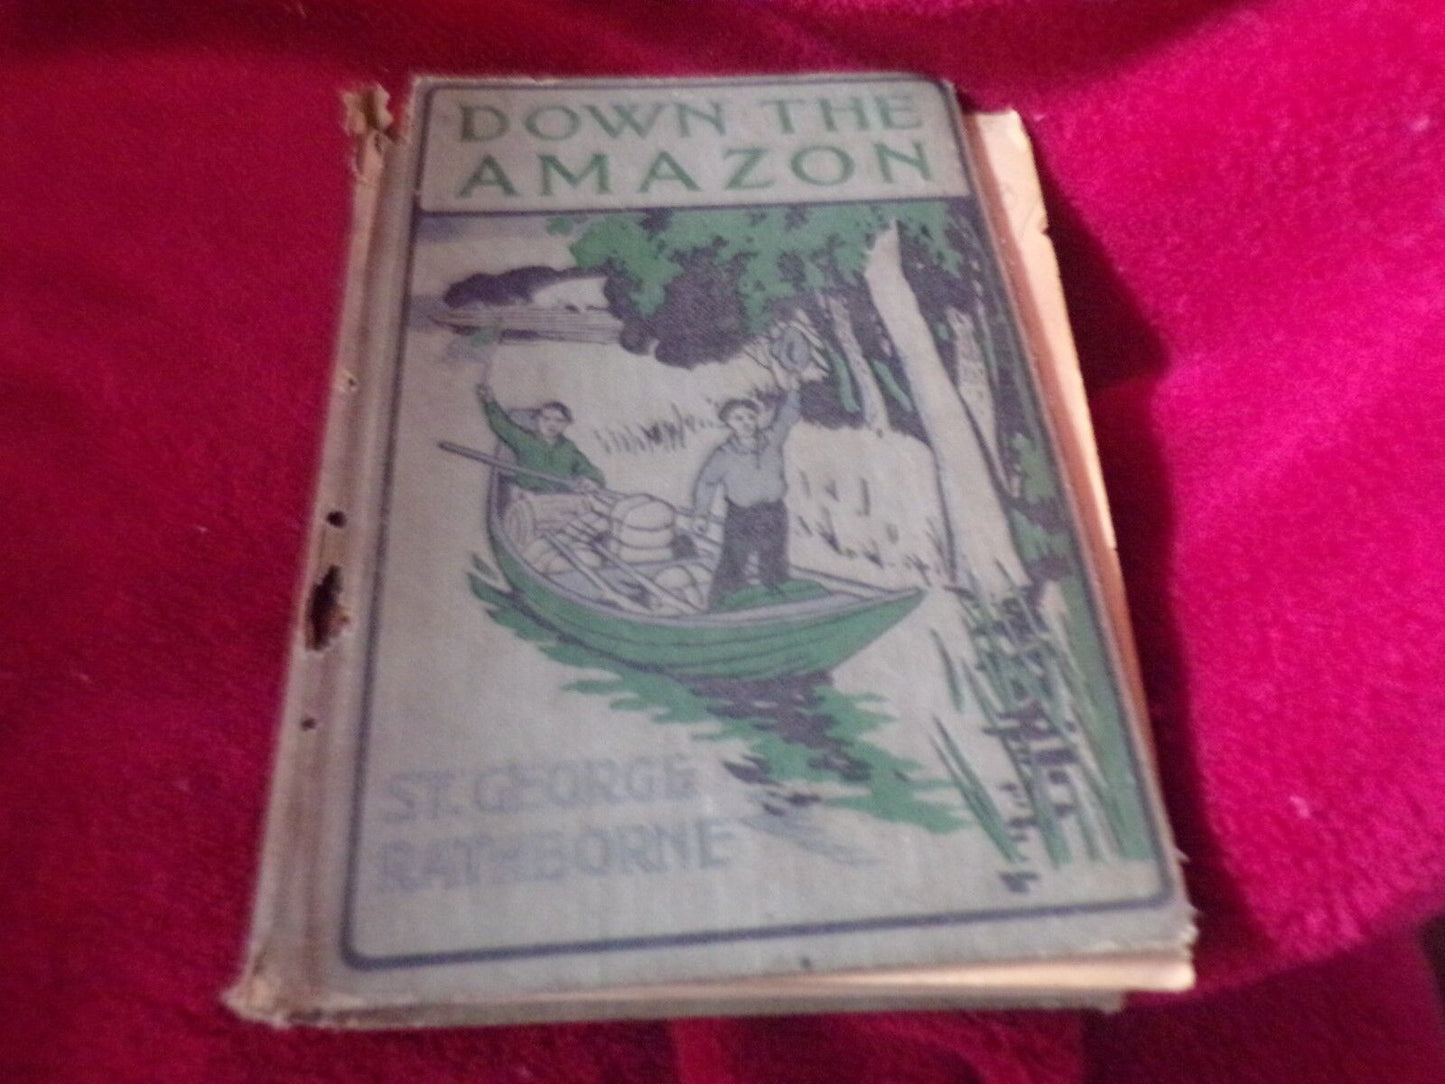 DOWN THE
AMAZON
ST. GEORGE
RATHBORNE